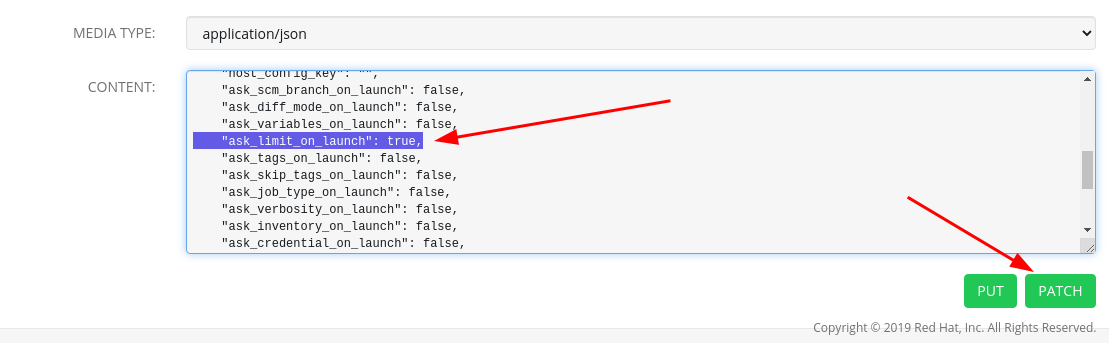 MEDIA TYPE:
application/json
CONTENT:
"host_config_key": "",
"ask_scm_branch_on_launch": false,
"ask_diff_mode_on_launch": false,
"ask_variables_on_launch": false,
"ask_limit_on_launch": true,
"ask_tags_on_launch": false,
"ask_skip_tags_on_launch": false,
"ask_job_type_on_launch": false,
"ask_verbosity_on_launch": false,
"ask_inventory_on_launch": false,
"ask_credential_on_launch": false,
PUT PATCH
Copyright © 2019 Red Hat, Inc. All Rights Reserved.